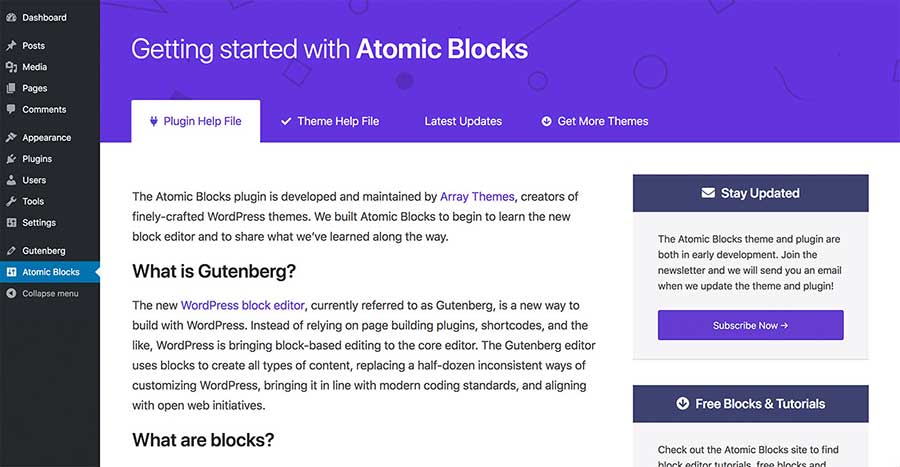 Dashboard
Posts
Media
Pages
Comments
Appearance
Plugins
Users
Tools
Settings
Gutenberg
Atomic Blocks
Collapse menu
Getting started with Atomic Blocks
Plugin Help File
Theme Help File
Latest Updates
Get More Themes
The Atomic Blocks plugin is developed and maintained by Array Themes, creators of
finely-crafted WordPress themes. We built Atomic Blocks to begin to learn the new
block editor and to share what we've learned along the way.
What is Gutenberg?
The new WordPress block editor, currently referred to as Gutenberg, is a new way to
build with WordPress. Instead of relying on page building plugins, shortcodes, and the
like, WordPress is bringing block-based editing to the core editor. The Gutenberg editor
uses blocks to create all types of content, replacing a half-dozen inconsistent ways of
customizing WordPress, bringing it in line with modern coding standards, and aligning
with open web initiatives.
What are blocks?
Stay Updated
The Atomic Blocks theme and plugin are
both in early development. Join the
newsletter and we will send you an email
when we update the theme and plugin!
Subscribe Now →
Free Blocks & Tutorials
Check out the Atomic Blocks site to find
block editor tutorials, free blocks and